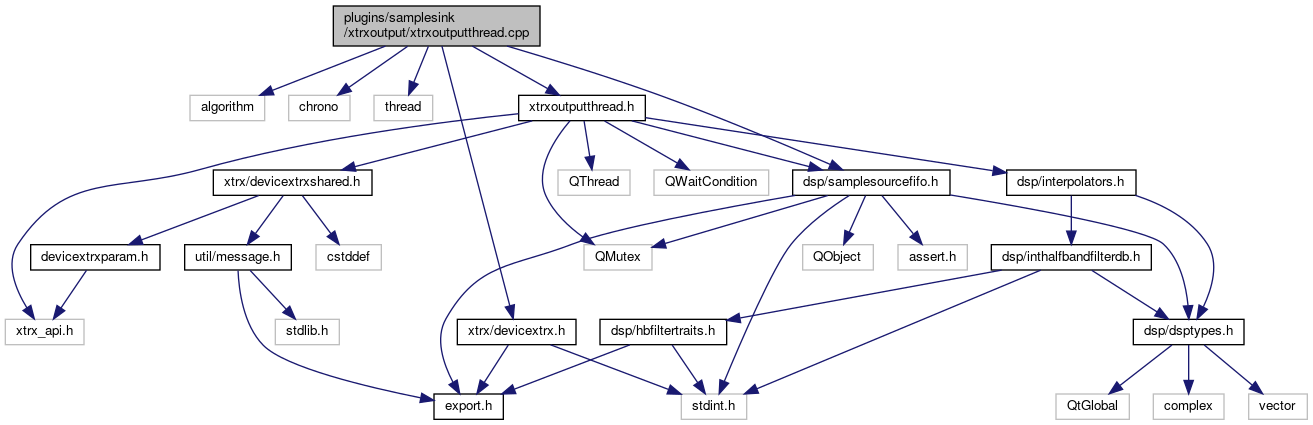 plugins/samplesink
/xtrxoutput/xtrxoutputthread.cpp
algorithm
chrono
thread
xtrxoutputthread.h
xtrx/devicextrxshared.h
QThread
QWaitCondition
dsp/samplesourcefifo.h
dsp/interpolators.h
devicextrxparam.h
util/message.h
cstddef
QMutex
QObject
assert.h
dsp/inthalfbandfilterdb.h
xtrx_api.h
stdlib.h
xtrx/devicextrx.h
dsp/hbfiltertraits.h
dsp/dsptypes.h
export.h
stdint.h
QtGlobal
complex
vector